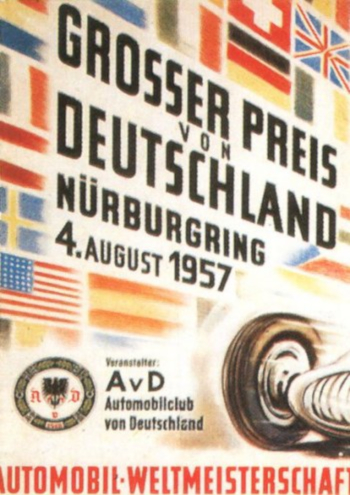 GROSSER PREIS
VON
DEUTSCHLAND
NÜRBURGRING
4. AUGUST 1957
Veranstalter:
AvD
Automobilclub
von Deutschland
A D
V
AUTOMOBIL-WELTMEISTERSCHAFT